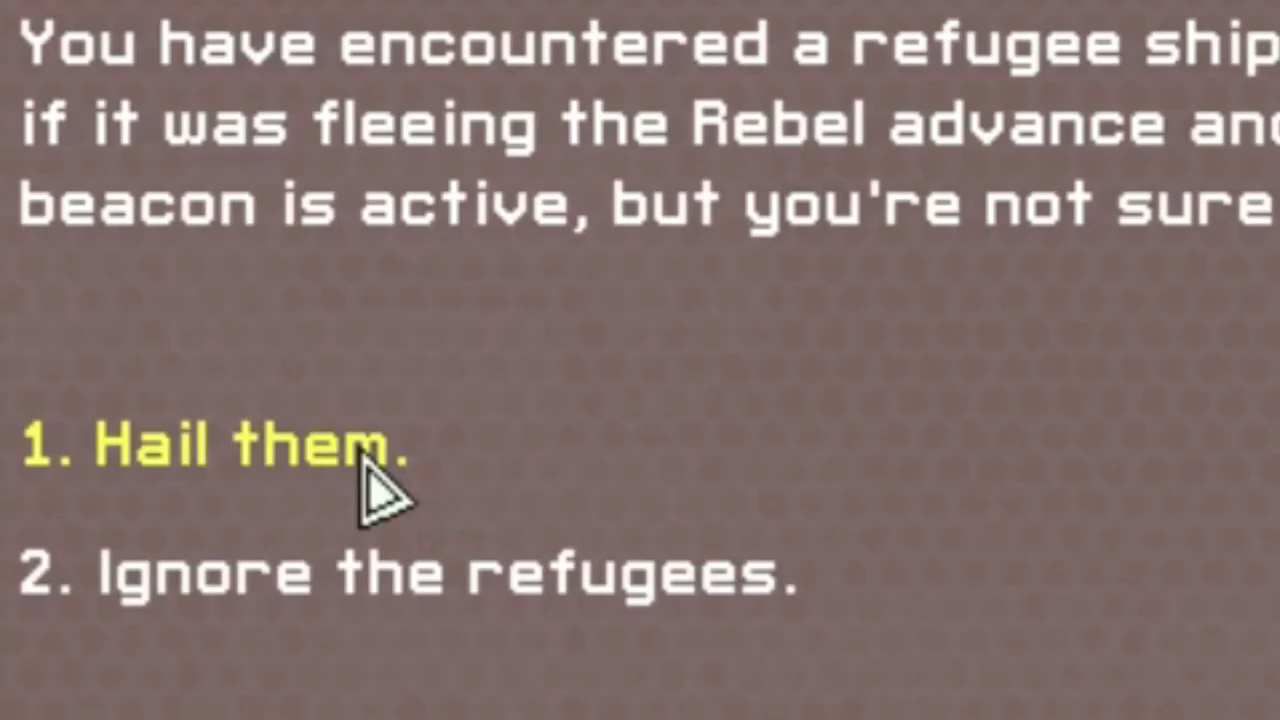 You have encountered a refugee ship
if it was fleeing the Rebel advance and
beacon is active, but you're not sure
1. Hail them.
2. Ignore the refugees.